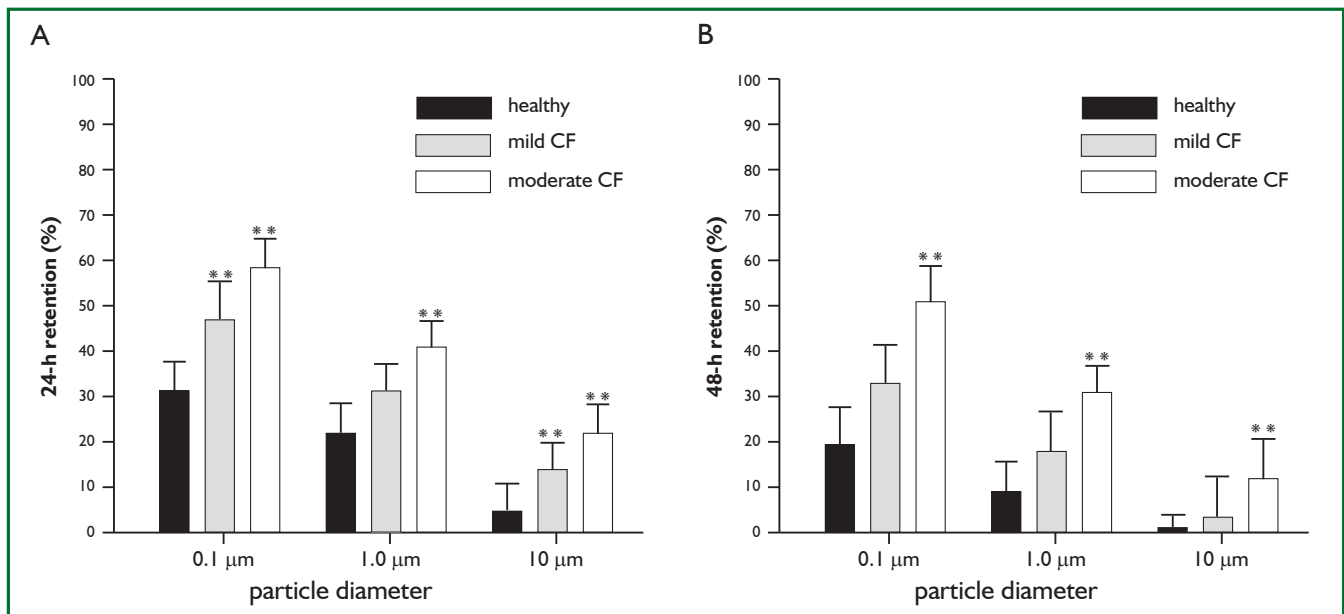 A
24-h retention (%)
100
90
80
70
60
50
40
30
20
10
0
healthy
mild CF
moderate CF
**
**
**
**
**
0.1 μm
1.0 μm
10 μm
particle diameter
B
48-h retention (%)
100
90
80
70
60
50
40
30
20
10
0
healthy
mild CF
moderate CF
**
**
**
0.1 μm
1.0 μm
10 μm
particle diameter